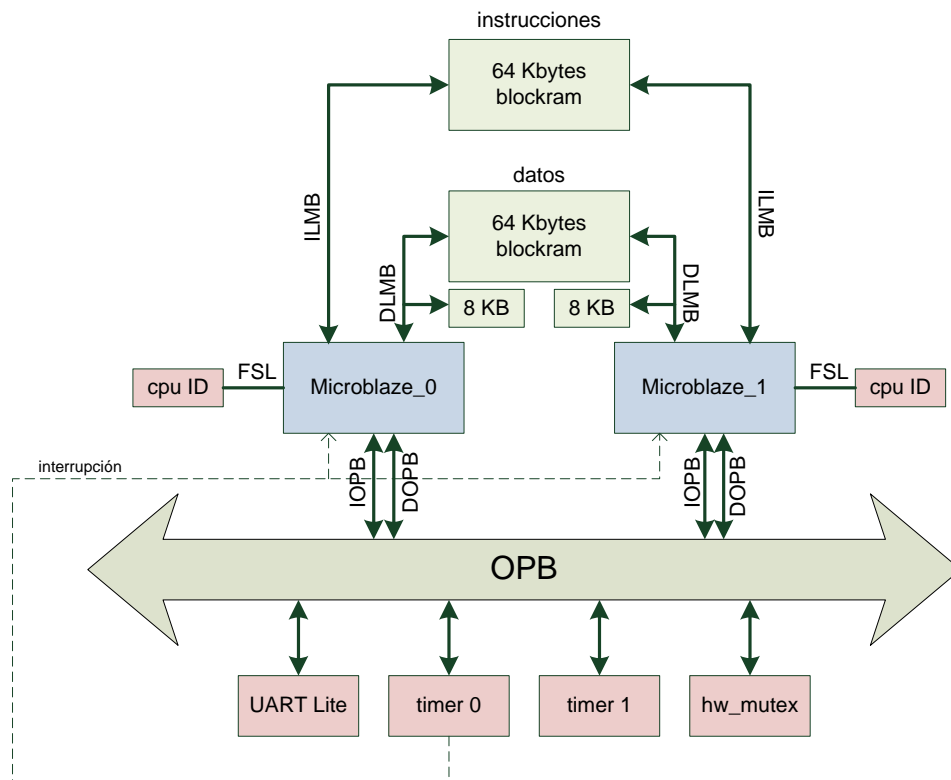 instrucciones
64 Kbytes
blockram
ILMB
ILMB
datos
64 Kbytes
blockram
DLMB
DLMB
8 KB
8 KB
cpu ID
FSL
Microblaze_0
Microblaze_1
FSL
cpu ID
interrupción
IOPB
DOPB
IOPB
DOPB
OPB
UART Lite
timer 0
timer 1
hw_mutex